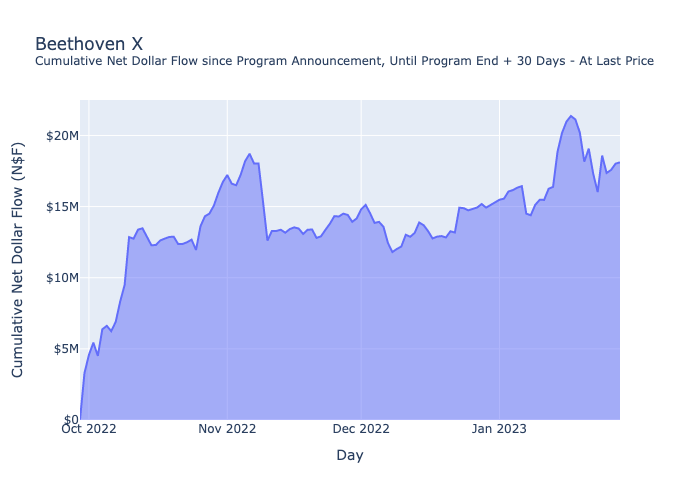 Beethoven X
Cumulative Net Dollar Flow since Program Announcement, Until Program End + 30 Days - At Last Price
Cumulative Net Dollar Flow (N$F)
$20M
$15M
$10M
$5M
$0
Oct 2022
Nov 2022
Dec 2022
Jan 2023
Day